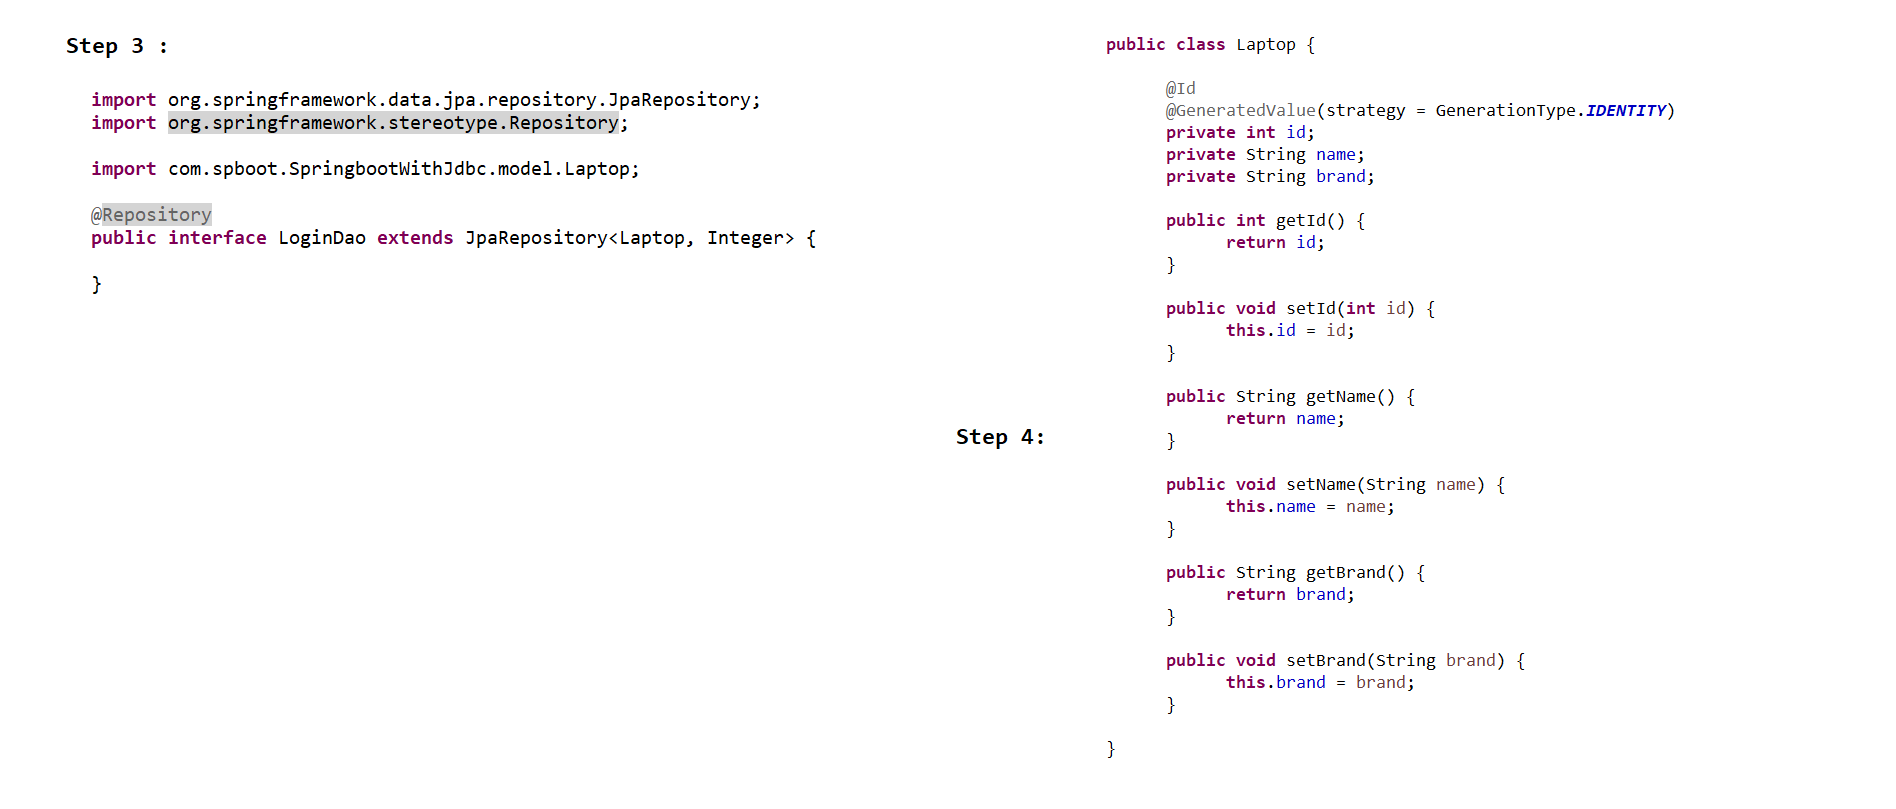 Step 3 :
import org.springframework.data.jpa.repository.JpaRepository;
import org.springframework.stereotype.Repository;
import com.spboot.SpringbootWithJdbc.model.Laptop;
@Repository
public interface LoginDao extends JpaRepository<Laptop, Integer> {
}
Step 4:
public class Laptop {
@Id
@GeneratedValue(strategy = GenerationType.IDENTITY)
private int id;
private String name;
private String brand;
public int getId() {
return id;
}
public void setId(int id) {
this.id = id;
}
public String getName() {
return name;
}
public void setName(String name) {
this.name = name;
}
public String getBrand() {
return brand;
}
public void setBrand(String brand) {
this.brand = brand;
}
}